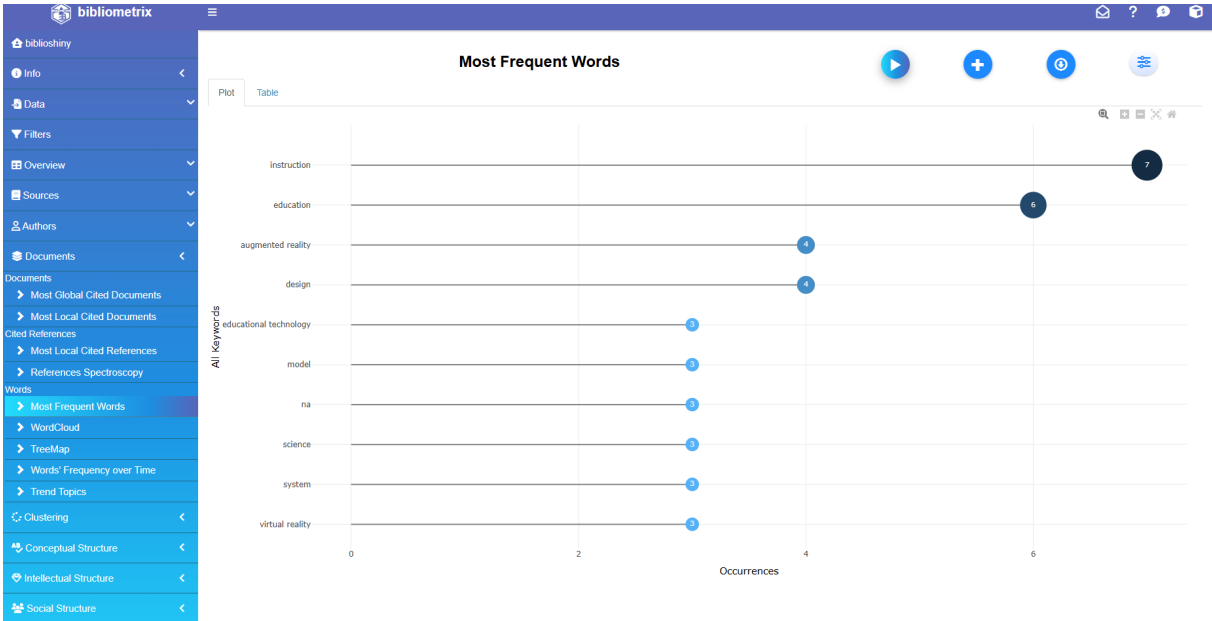 bibliometrix
?
biblioshiny
Info
Data
Filters
Overview
Sources
Authors
Documents
Documents
Most Global Cited Documents
Most Local Cited Documents
Cited References
Most Local Cited References
References Spectroscopy
Words
Most Frequent Words
WordCloud
TreeMap
Words' Frequency over Time
Trend Topics
Clustering
Conceptual Structure
Intellectual Structure
Social Structure
Most Frequent Words
Plot Table
All Keywords
instruction 7
education 6
augmented reality 4
design 4
educational technology 3
model 3
na 3
science 3
system 3
virtual reality 3
0 2 4 6
Occurrences